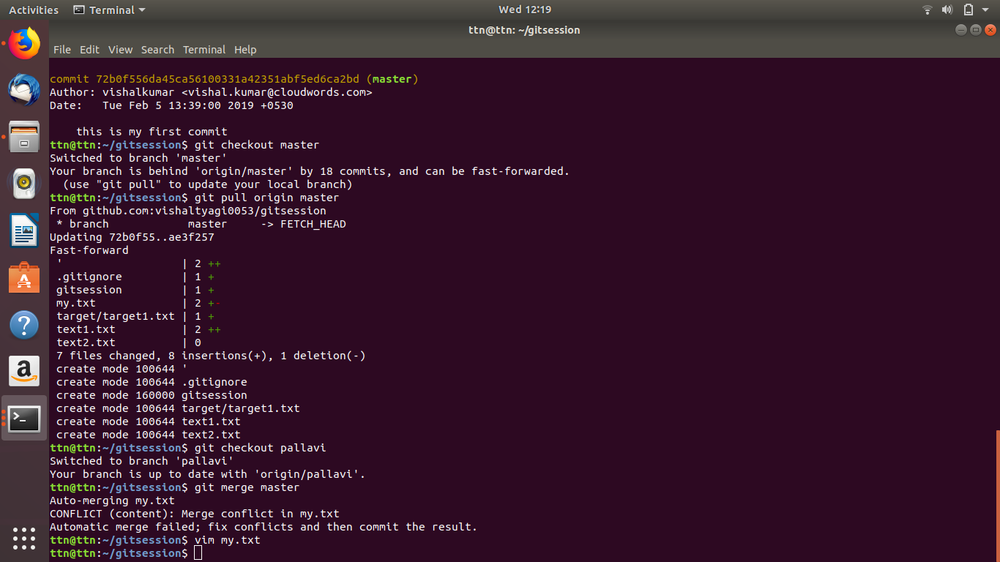 Activities Terminal Wed 12:19
ttn@ttn: ~/gitsession
File Edit View Search Terminal Help
commit 72b0f556da45ca56100331a42351abf5ed6ca2bd (master)
Author: vishalkumar <vishal.kumar@cloudwords.com>
Date:   Tue Feb 5 13:39:00 2019 +0530
    this is my first commit
ttn@ttn:~/gitsession$ git checkout master
Switched to branch 'master'
Your branch is behind 'origin/master' by 18 commits, and can be fast-forwarded.
  (use "git pull" to update your local branch)
ttn@ttn:~/gitsession$ git pull origin master
From github.com:vishaltyagi0053/gitsession
 * branch            master     -> FETCH_HEAD
Updating 72b0f55..ae3f257
Fast-forward
 '                  | 2 ++
 .gitignore         | 1 +
 gitsession         | 1 +
 my.txt             | 2 +-
 target/target1.txt | 1 +
 text1.txt          | 2 ++
 text2.txt          | 0
 7 files changed, 8 insertions(+), 1 deletion(-)
 create mode 100644 '
 create mode 100644 .gitignore
 create mode 160000 gitsession
 create mode 100644 target/target1.txt
 create mode 100644 text1.txt
 create mode 100644 text2.txt
ttn@ttn:~/gitsession$ git checkout pallavi
Switched to branch 'pallavi'
Your branch is up to date with 'origin/pallavi'.
ttn@ttn:~/gitsession$ git merge master
Auto-merging my.txt
CONFLICT (content): Merge conflict in my.txt
Automatic merge failed; fix conflicts and then commit the result.
ttn@ttn:~/gitsession$ vim my.txt
ttn@ttn:~/gitsession$